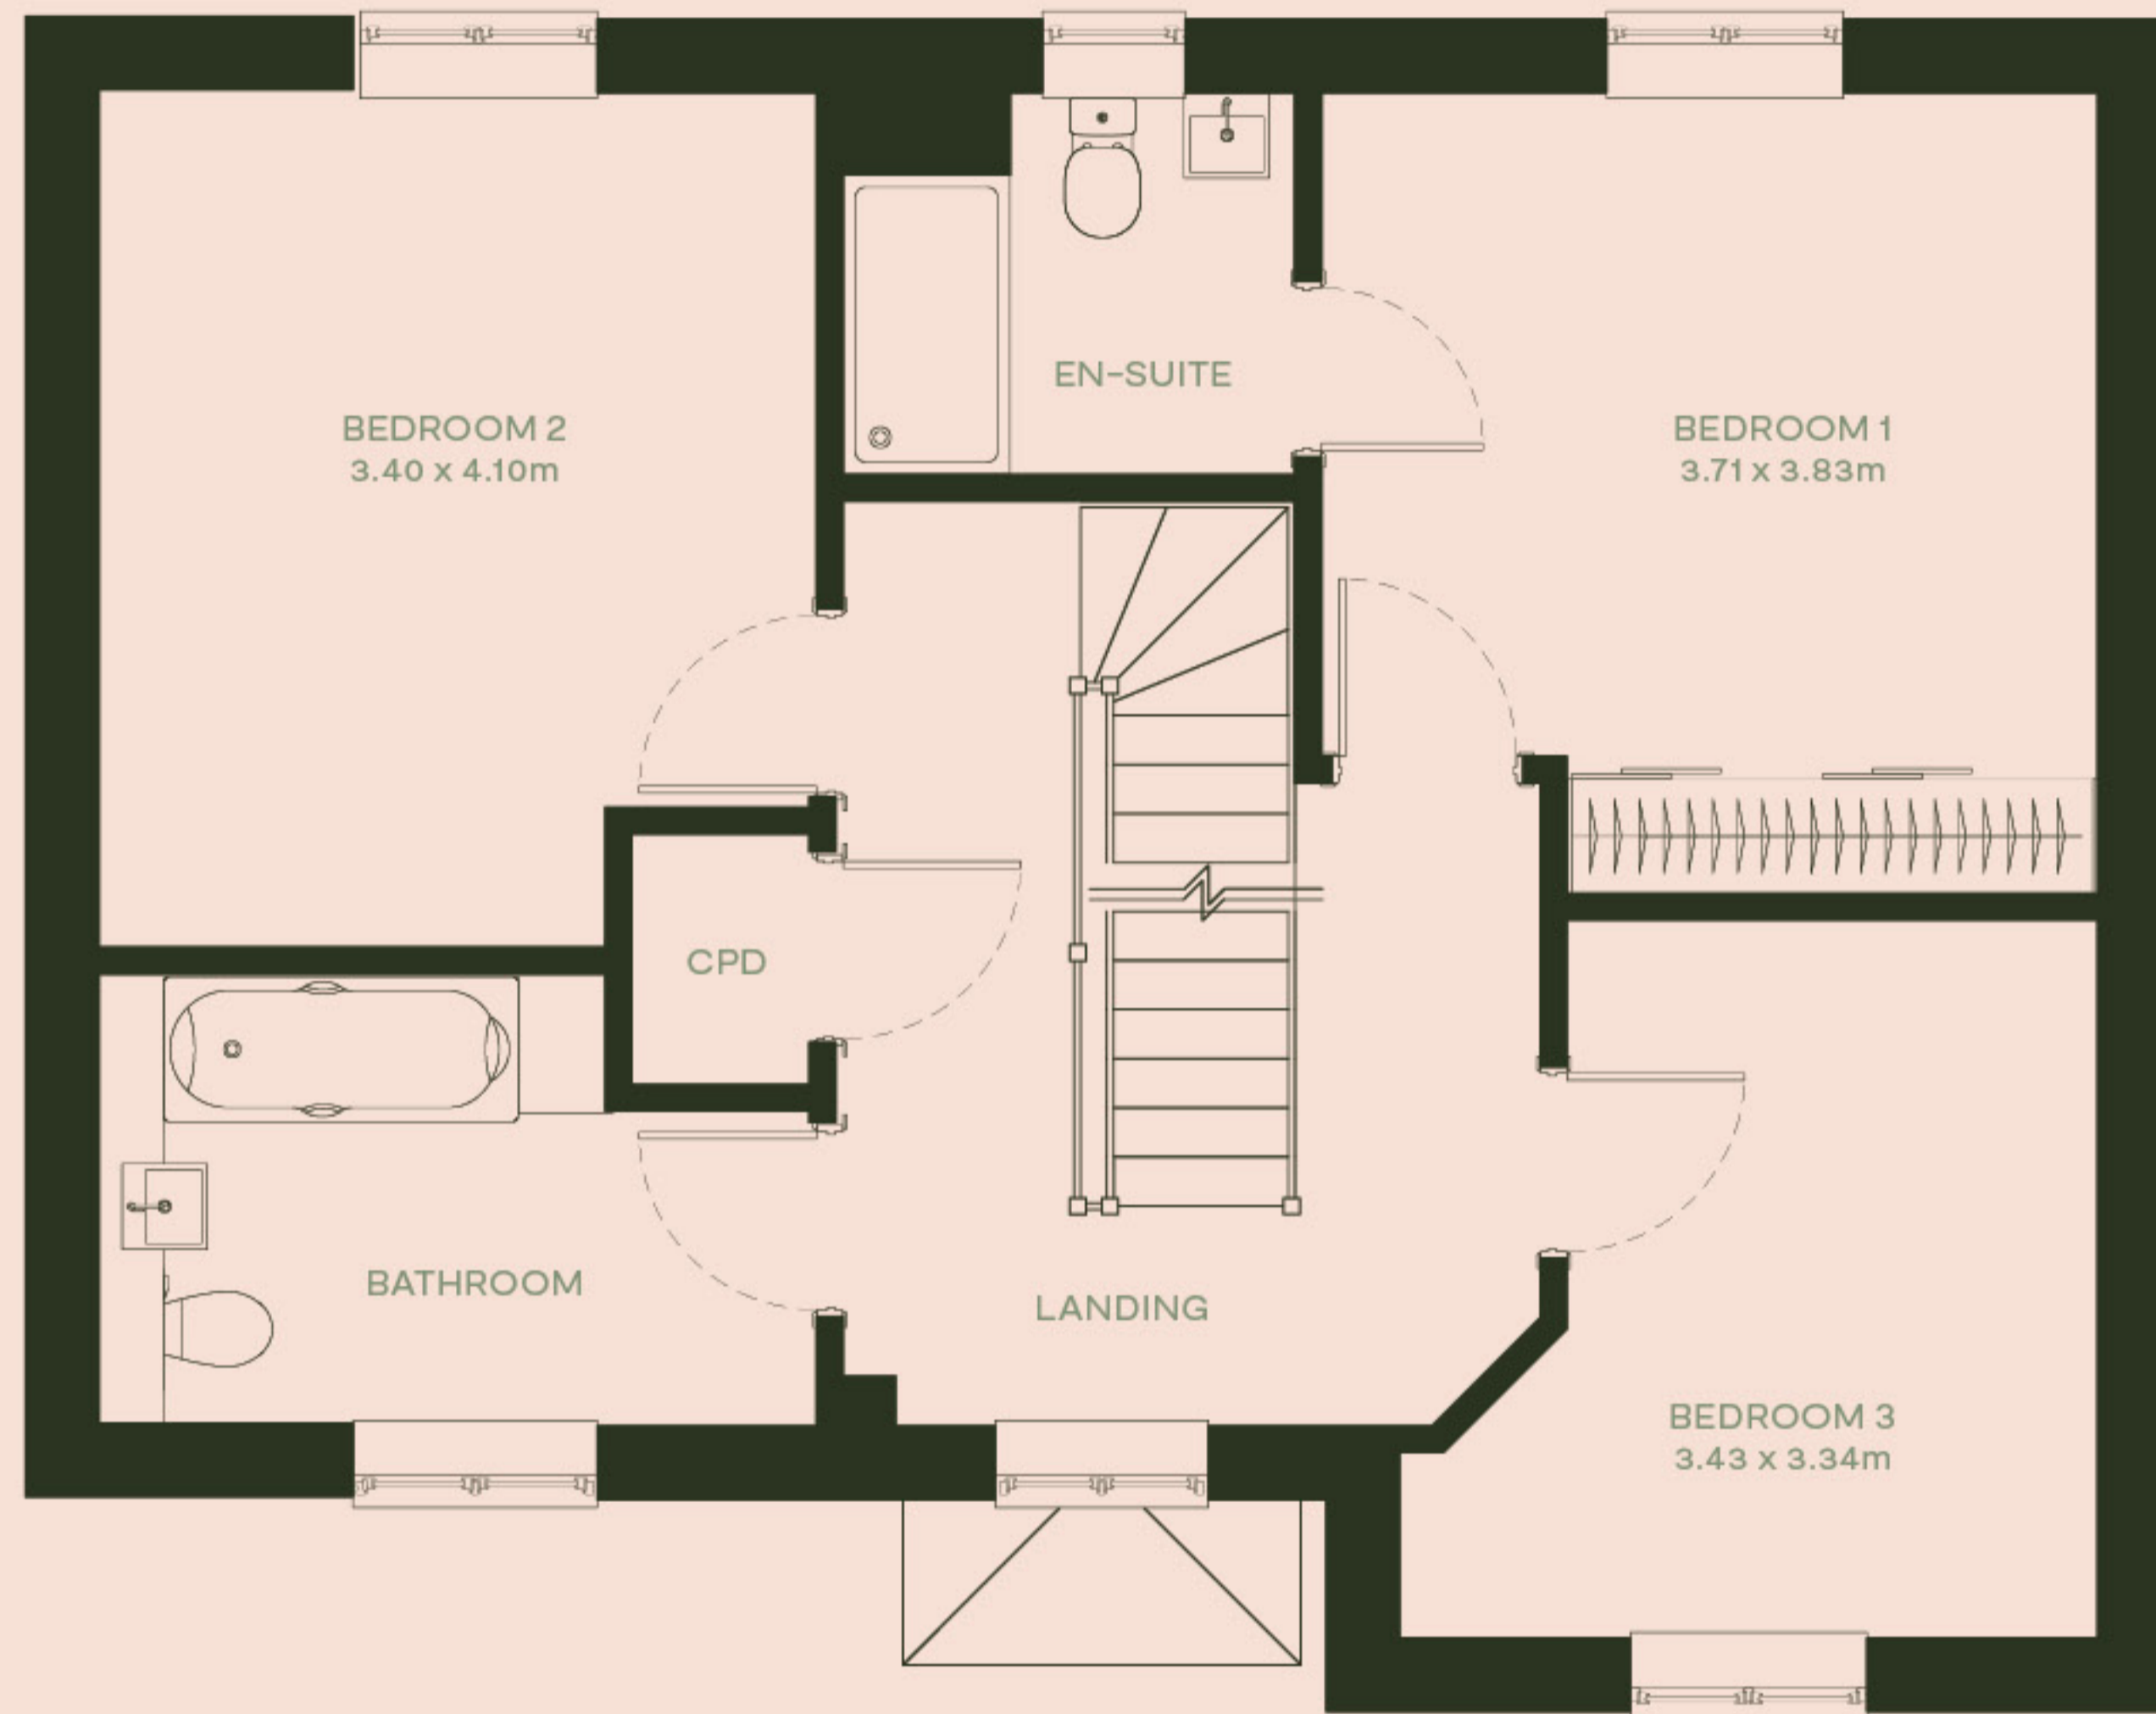 EN-SUITE
BEDROOM 2
3.40 x 4.10m
BEDROOM 1
3.71 x 3.83m
CPD
BATHROOM
LANDING
BEDROOM 3
3.43 x 3.34m